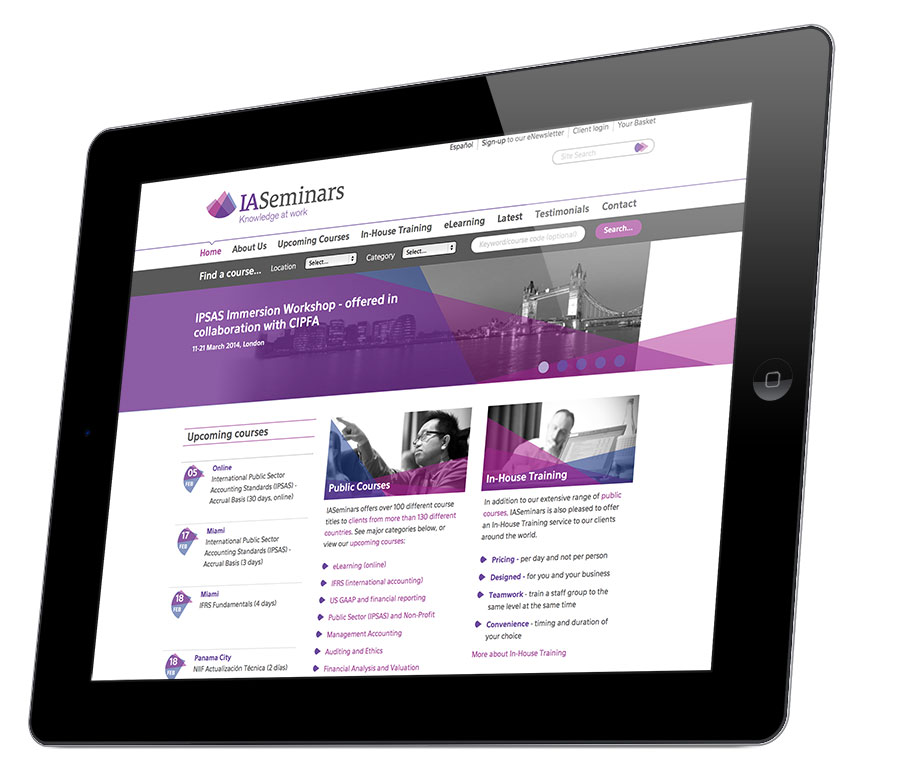 Español | Sign-up to our eNewsletter | Client login | Your Basket
Site Search
IASeminars
Knowledge at work
Home About Us Upcoming Courses In-House Training eLearning Latest Testimonials Contact
Find a course... Location Select... Category Select... Keyword/course code (optional) Search...
IPSAS Immersion Workshop - offered in
collaboration with CIPFA
11-21 March 2014, London
Upcoming courses
05
FEB
Online
International Public Sector
Accounting Standards (IPSAS) -
Accrual Basis (30 days, online)
17
FEB
Miami
International Public Sector
Accounting Standards (IPSAS) -
Accrual Basis (3 days)
18
FEB
Miami
IFRS Fundamentals (4 days)
18
FEB
Panama City
NIIF Actualización Técnica (2 días)
Public Courses
IASeminars offers over 100 different course
titles to clients from more than 130 different
countries. See major categories below, or
view our upcoming courses:
eLearning (online)
IFRS (international accounting)
US GAAP and financial reporting
Public Sector (IPSAS) and Non-Profit
Management Accounting
Auditing and Ethics
Financial Analysis and Valuation
In-House Training
In addition to our extensive range of public
courses, IASeminars is also pleased to offer
an In-House Training service to our clients
around the world.
Pricing - per day and not per person
Designed - for you and your business
Teamwork - train a staff group to the
same level at the same time
Convenience - timing and duration of
your choice
More about In-House Training